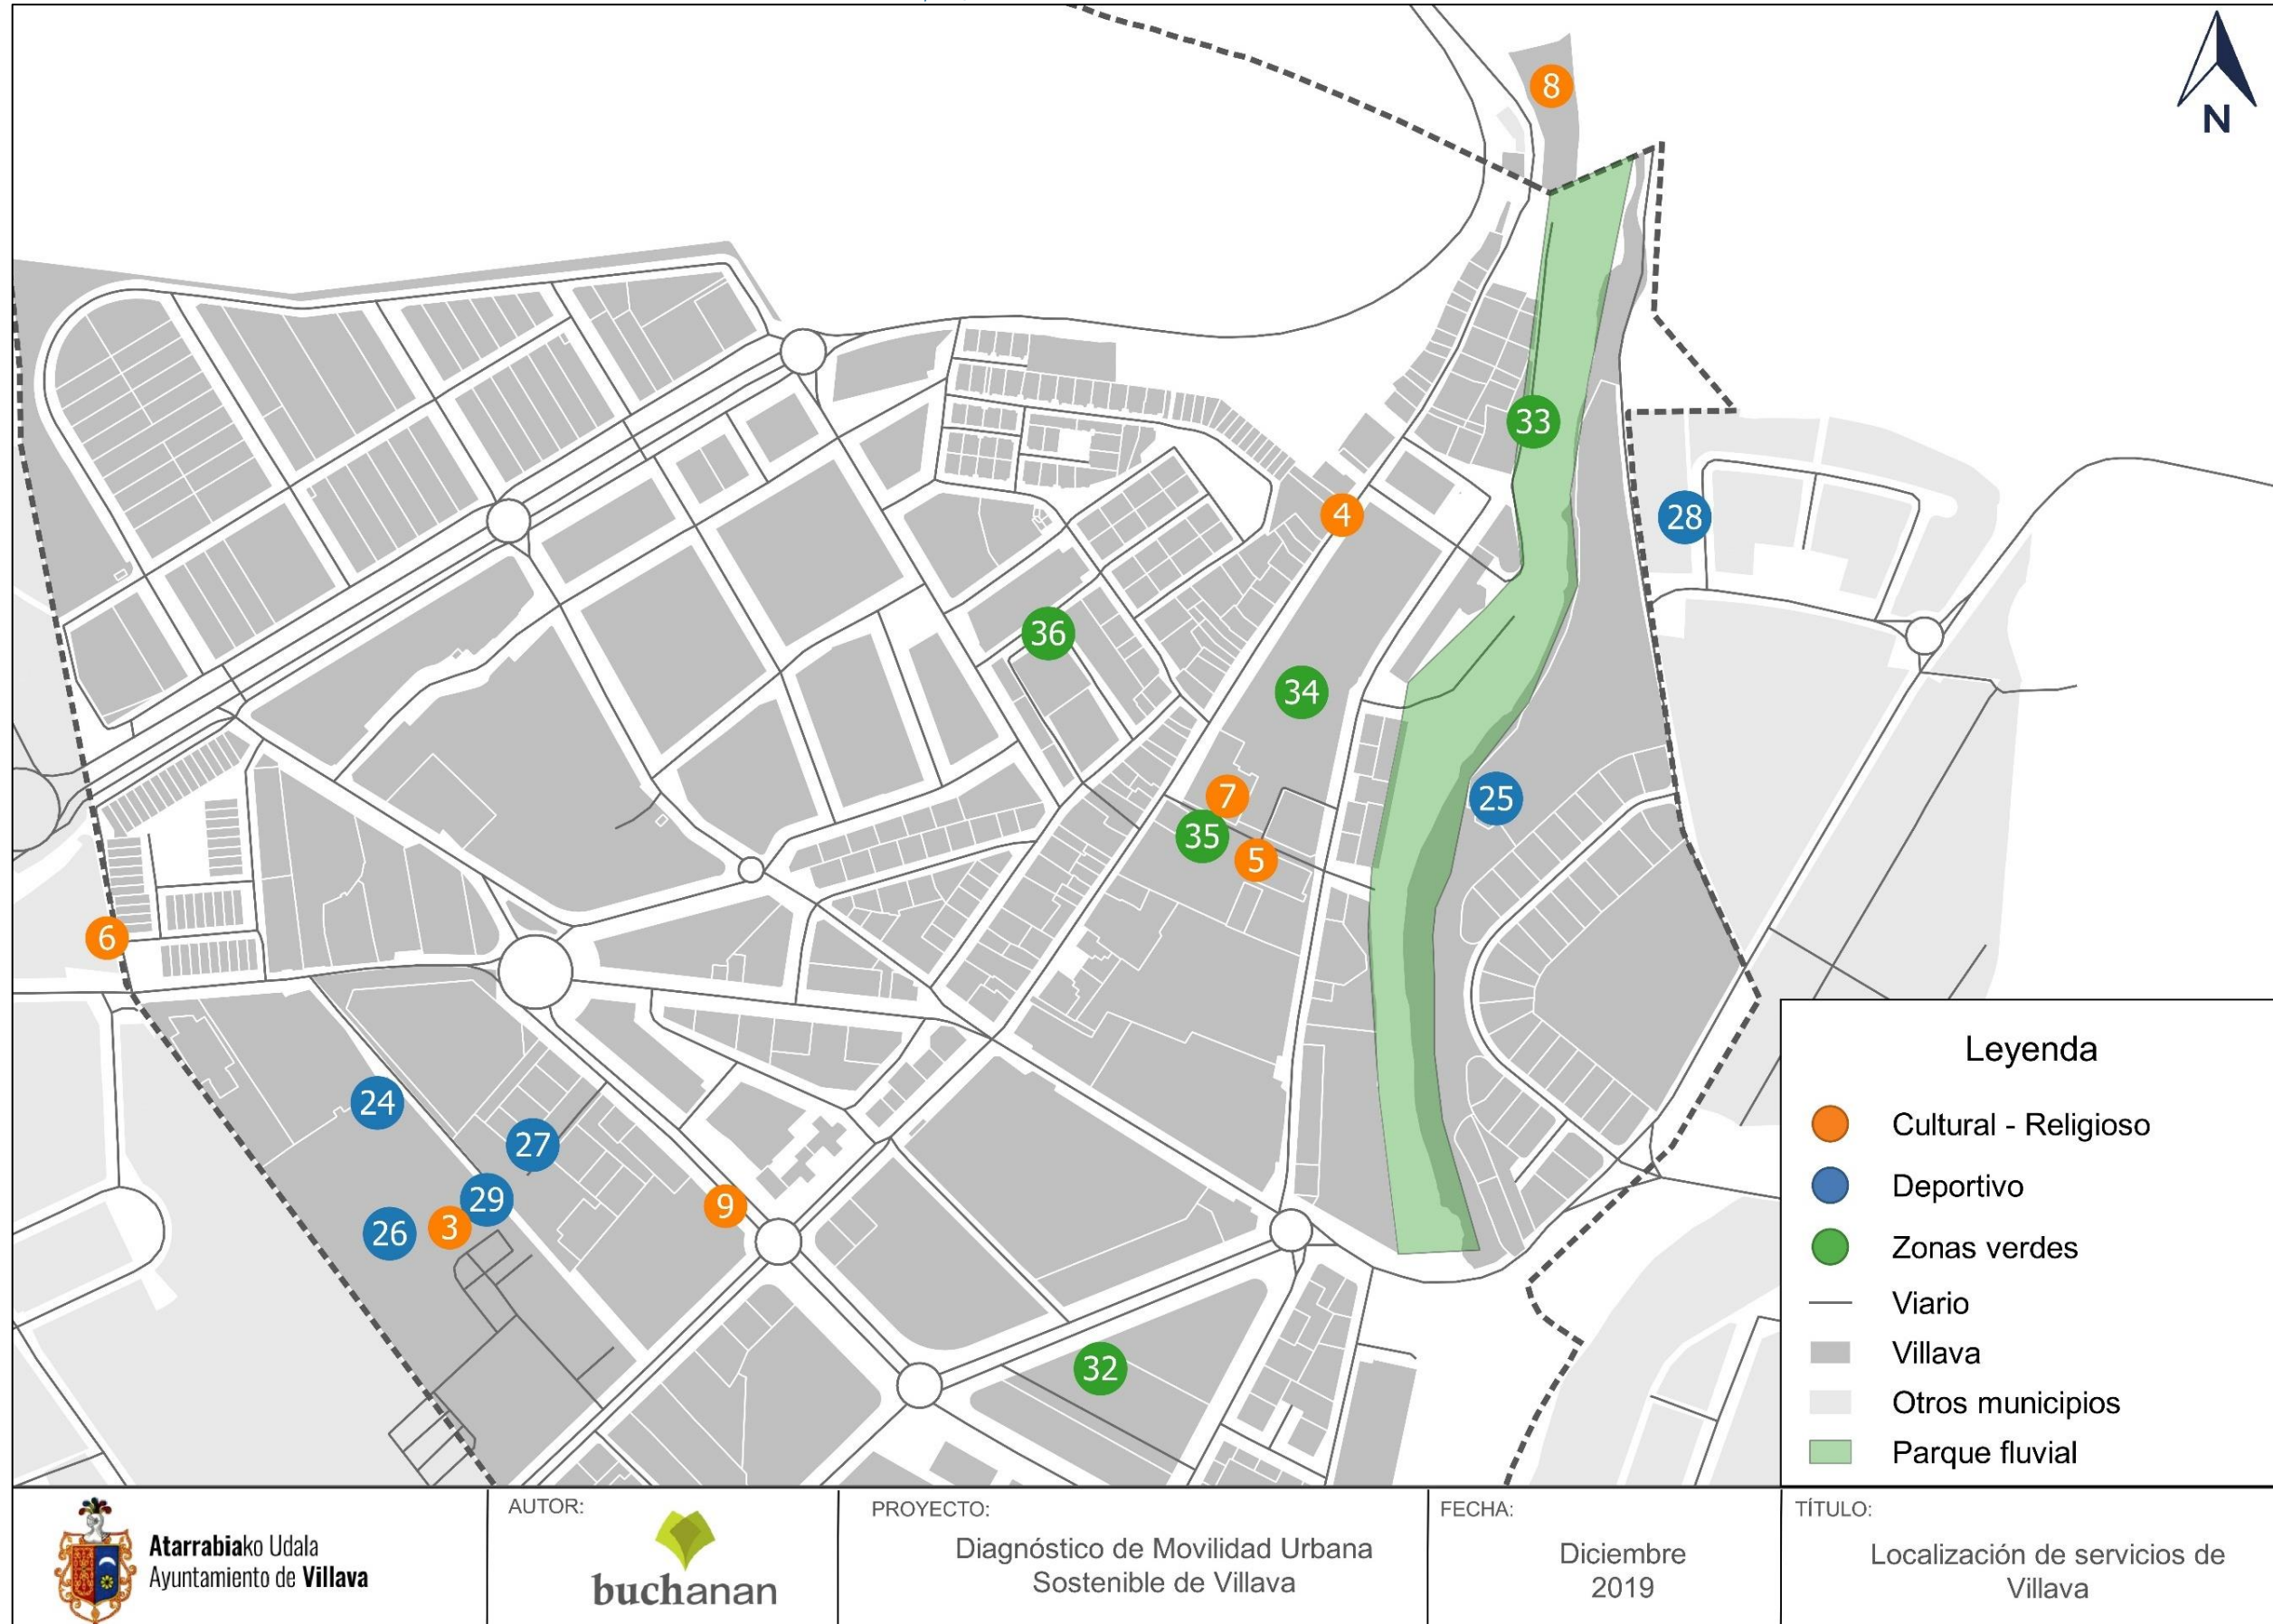 8
N
33
4
28
36
34
7
25
35
5
6
24
27
29
9
3
26
32
Leyenda
Cultural - Religioso
Deportivo
Zonas verdes
Viario
Villava
Otros municipios
Parque fluvial
Atarrabiako Udala
Ayuntamiento de Villava
AUTOR:
buchanan
PROYECTO:
Diagnóstico de Movilidad Urbana
Sostenible de Villava
FECHA:
Diciembre
2019
TÍTULO:
Localización de servicios de
Villava